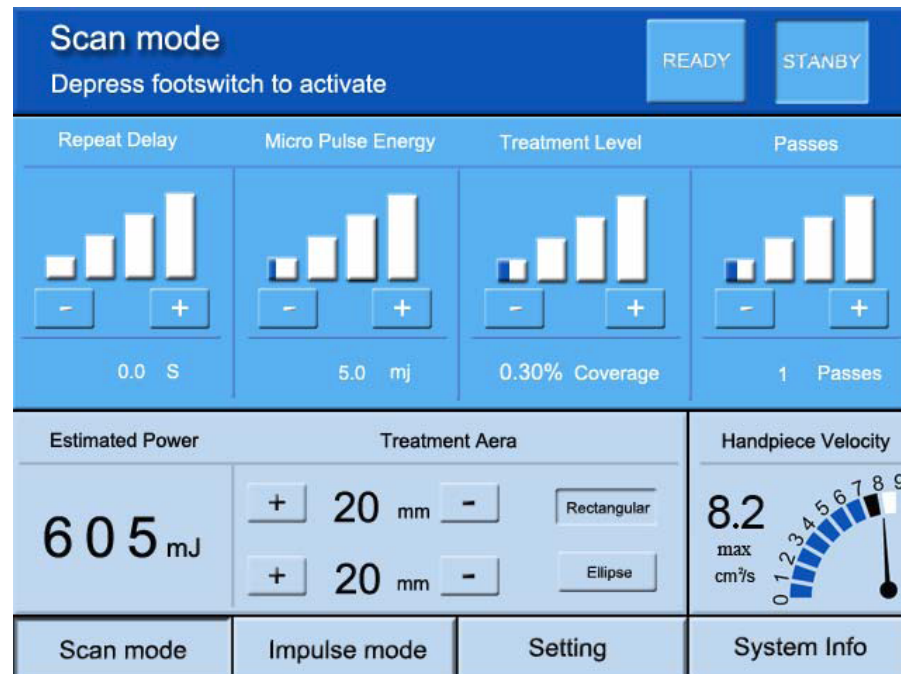 Scan mode
Depress footswitch to activate
READY
STANBY
Repeat Delay
Micro Pulse Energy
Treatment Level
Passes
- +
- +
- +
- +
0.0 S
5.0 mj
0.30% Coverage
1 Passes
Estimated Power
Treatment Aera
Handpiece Velocity
605 mJ
+ 20 mm -
Rectangular
+ 20 mm -
Ellipse
8.2
max
cm²/s
0 1 2 3 4 5 6 7 8 9
Scan mode
Impulse mode
Setting
System Info